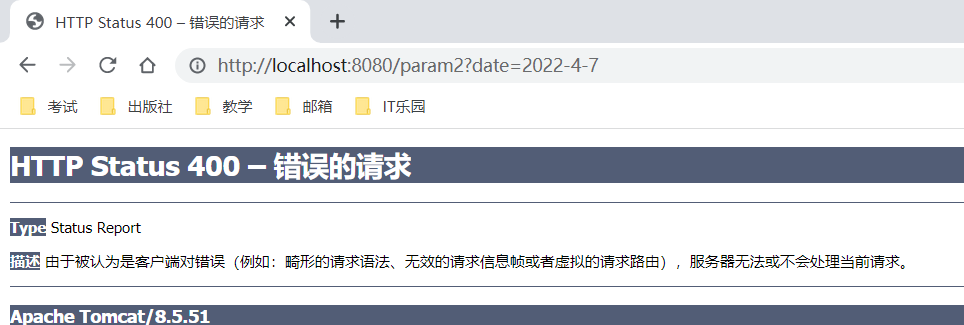 HTTP Status 400 – 错误的请求
http://localhost:8080/param2?date=2022-4-7
考试 出版社 教学 邮箱 IT乐园
HTTP Status 400 – 错误的请求
Type Status Report
描述 由于被认为是客户端对错误（例如：畸形的请求语法、无效的请求信息帧或者虚拟的请求路由），服务器无法或不会处理当前请求。
Apache Tomcat/8.5.51